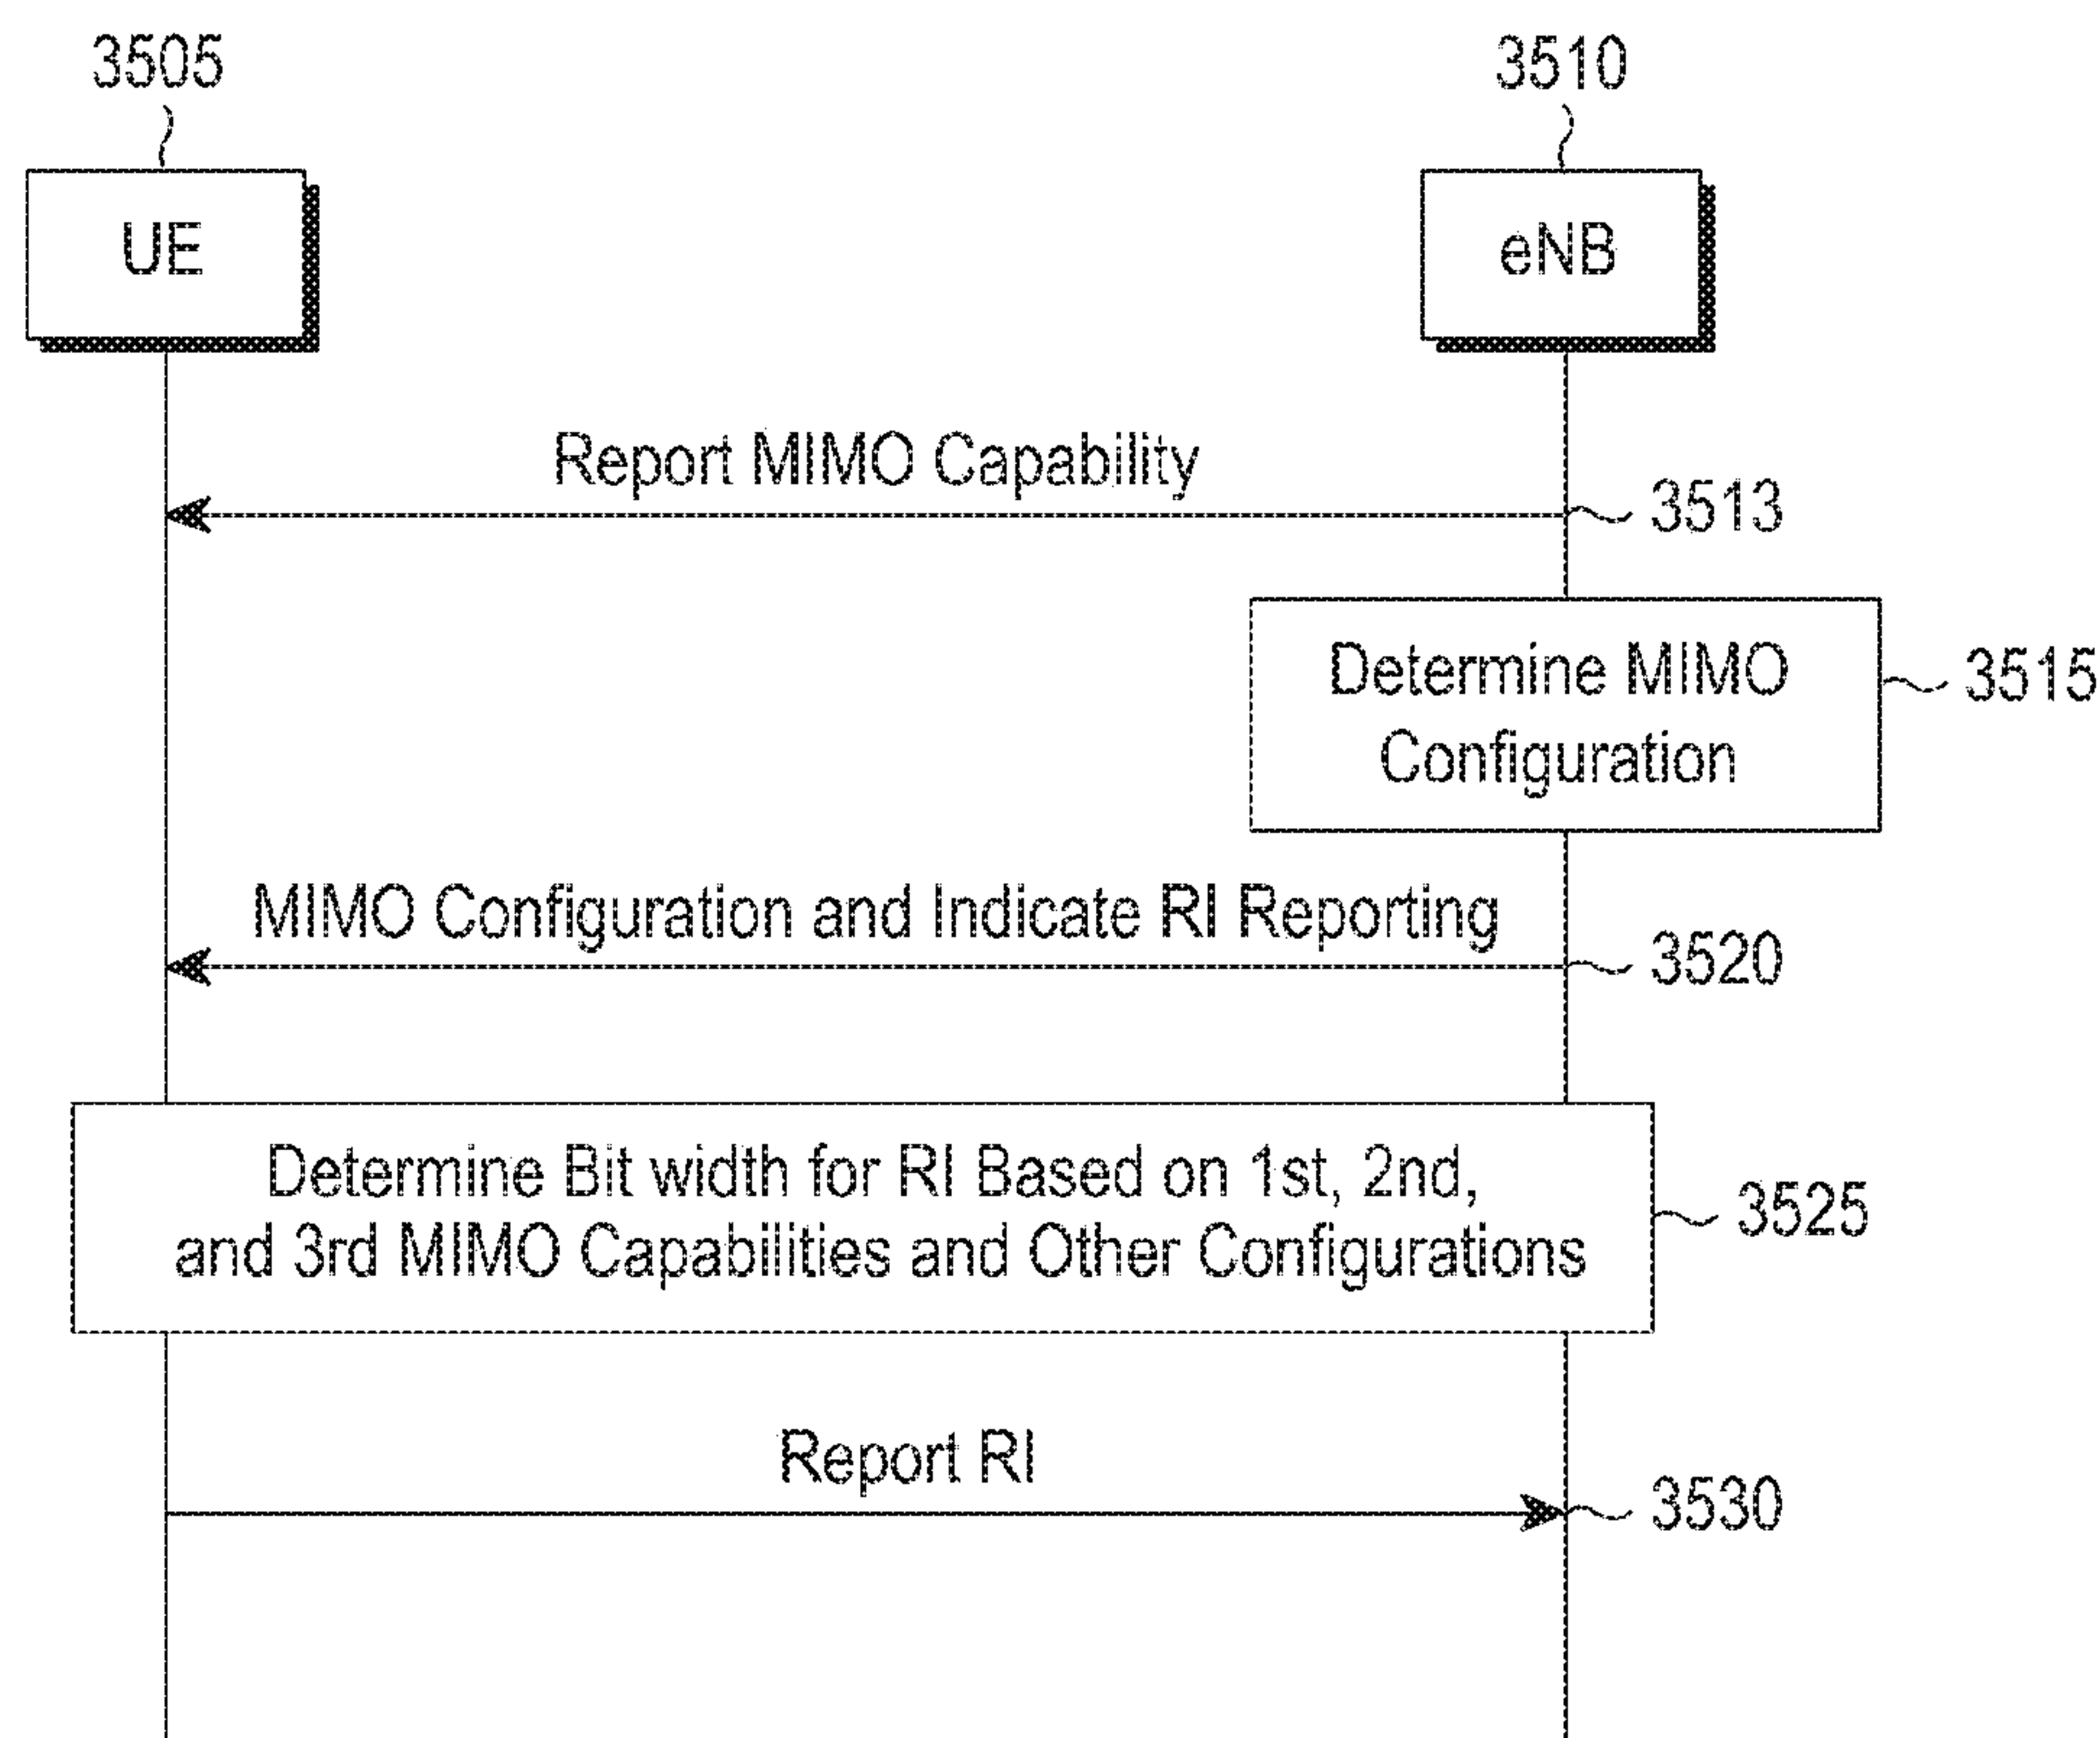 3505
3510
UE
eNB
Report MIMO Capability
3513
Determine MIMO
Configuration
3515
MIMO Configuration and Indicate RI Reporting
3520
Determine Bit width for RI Based on 1st, 2nd,
and 3rd MIMO Capabilities and Other Configurations
3525
Report RI
3530